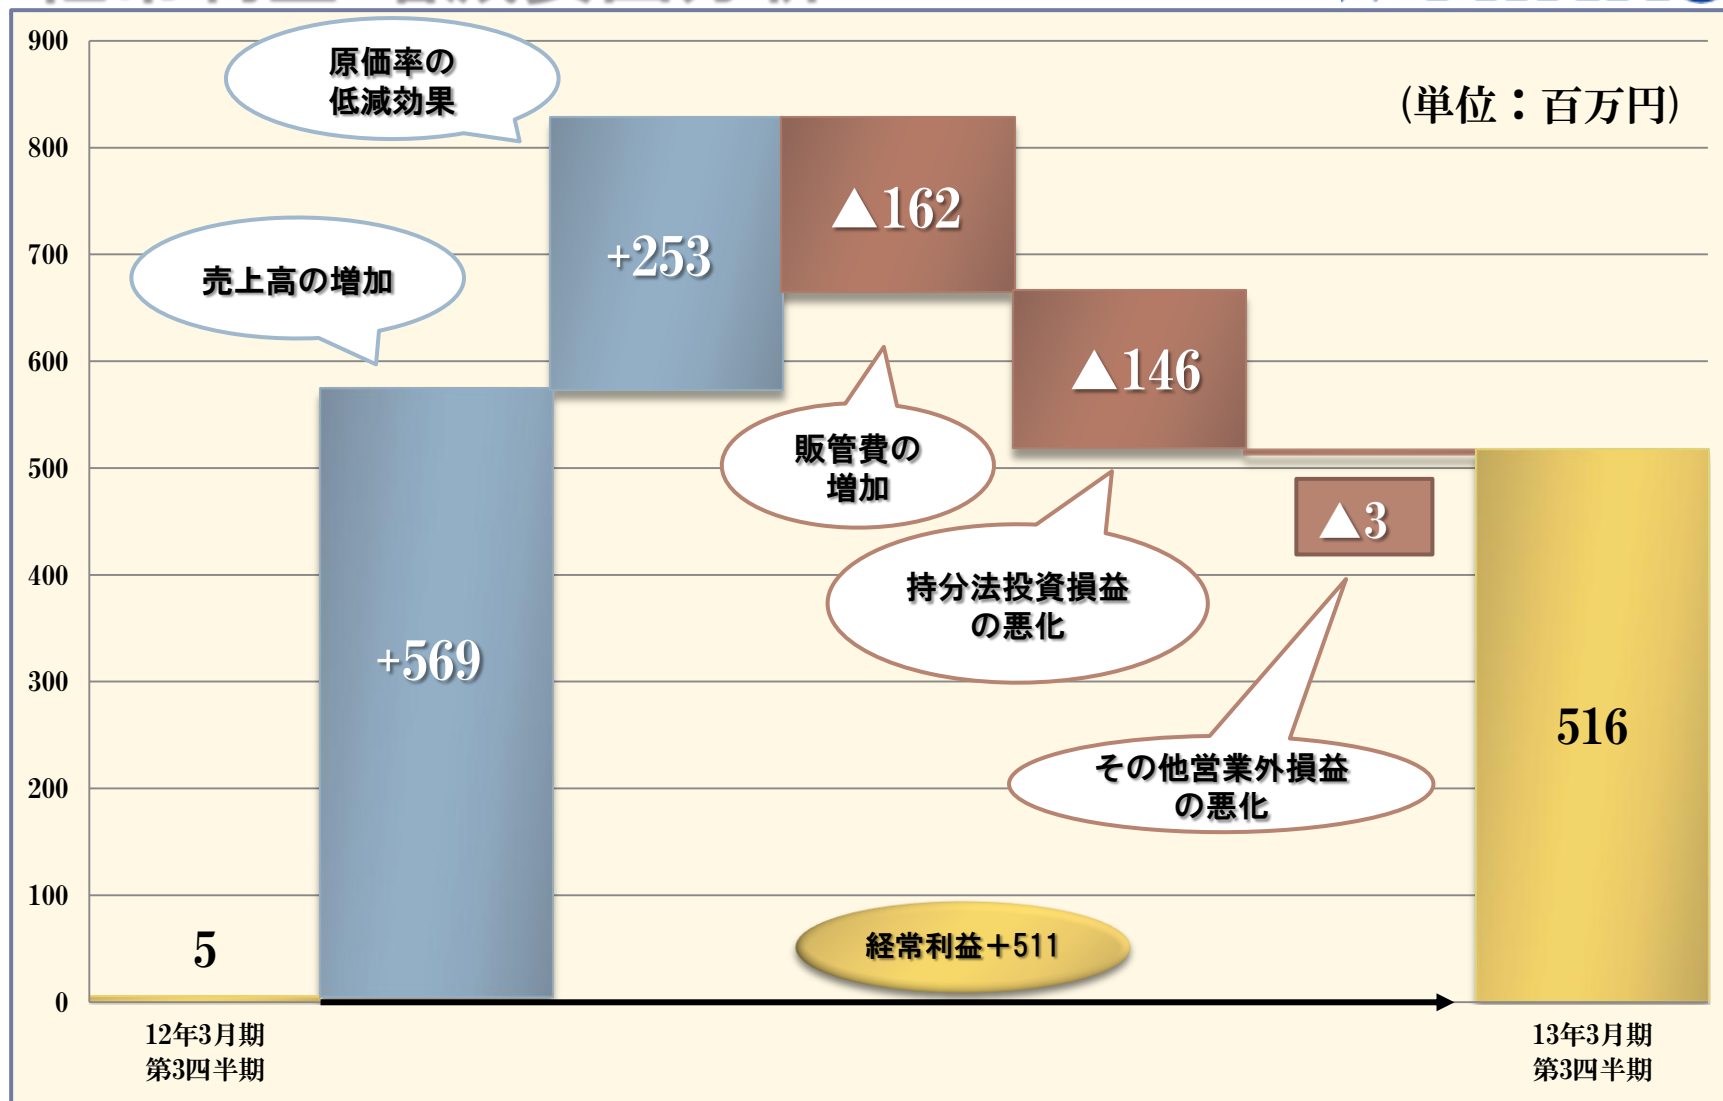 (単位：百万円)
900
800
700
600
500
400
300
200
100
0
原価率の
低減効果
売上高の増加
+569
+253
▲162
▲146
▲3
販管費の
増加
持分法投資損益
の悪化
その他営業外損益
の悪化
5
516
経常利益＋511
12年3月期
第3四半期
13年3月期
第3四半期